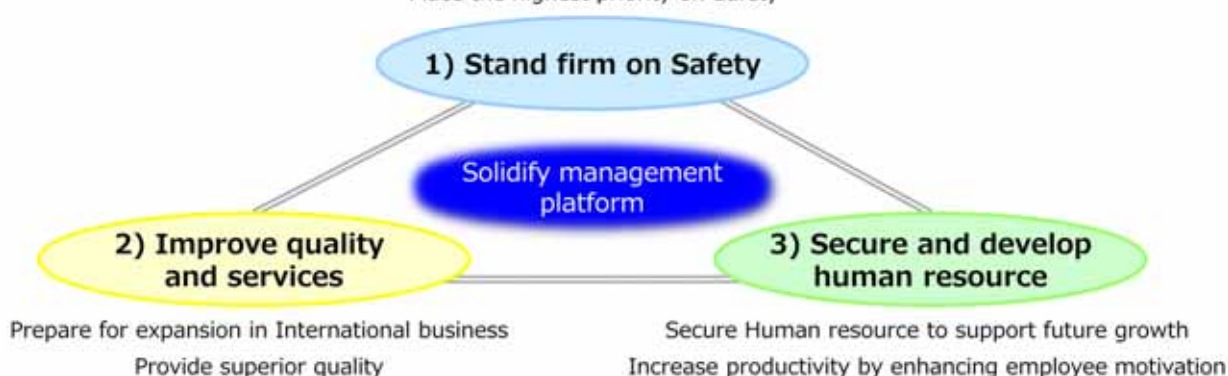 1) Stand firm on Safety
Solidify management
platform
2) Improve quality
and services
3) Secure and develop
human resource
Prepare for expansion in International business
Provide superior quality
Secure Human resource to support future growth
Increase productivity by enhancing employee motivation